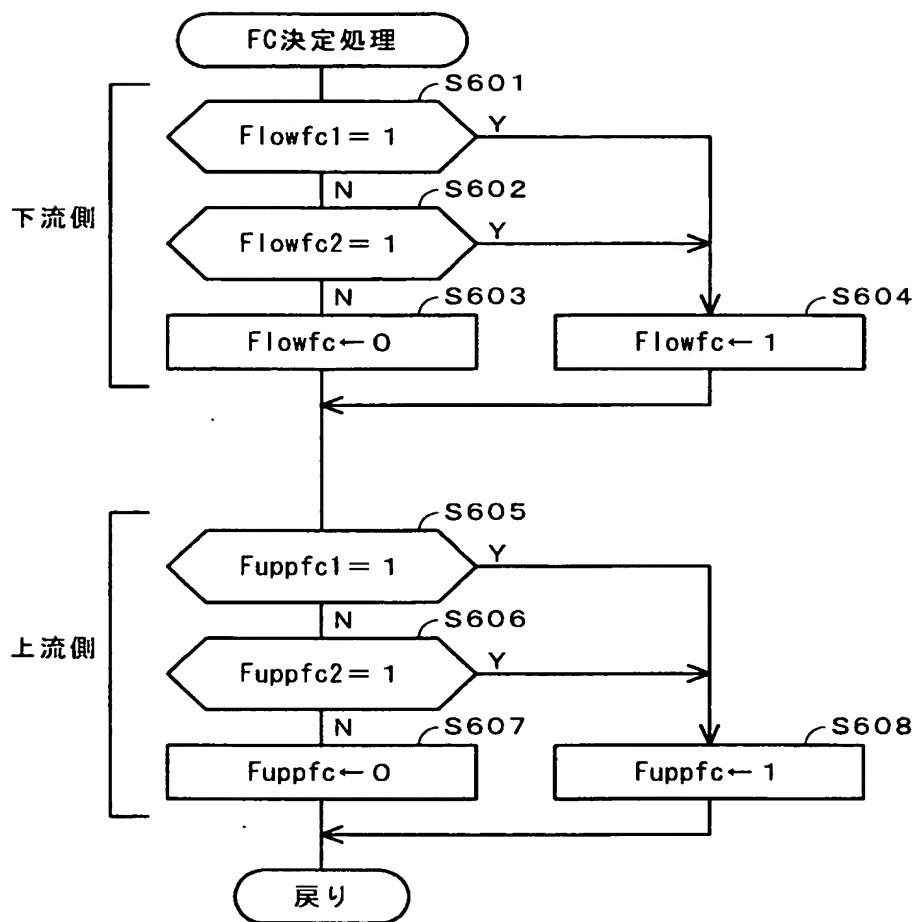 FC決定処理
S601
Flowfc1=1
Y
N
S602
下流側
Flowfc2=1
Y
N
S603
S604
Flowfc←0
Flowfc←1
S605
Fuppfc1=1
Y
N
S606
上流側
Fuppfc2=1
Y
N
S607
S608
Fuppfc←0
Fuppfc←1
戻り